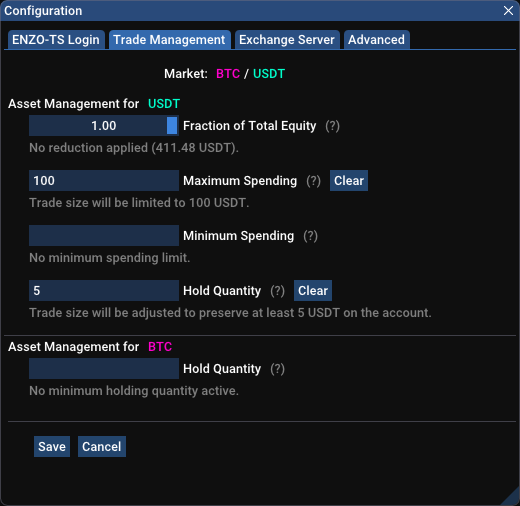 Configuration
ENZO-TS Login Trade Management Exchange Server Advanced
Market: BTC / USDT
Asset Management for USDT
1.00 Fraction of Total Equity (?)
No reduction applied (411.48 USDT).
100 Maximum Spending (?) Clear
Trade size will be limited to 100 USDT.
Minimum Spending (?)
No minimum spending limit.
5 Hold Quantity (?) Clear
Trade size will be adjusted to preserve at least 5 USDT on the account.
Asset Management for BTC
Hold Quantity (?)
No minimum holding quantity active.
Save Cancel